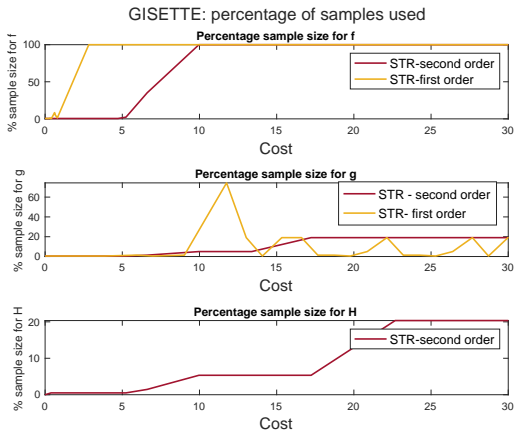 GISETTE: percentage of samples used
Percentage sample size for f
% sample size for f
100
50
0
STR-second order
STR-first order
0 5 10 15 20 25 30
Cost
Percentage sample size for g
% sample size for g
60
40
20
0
STR - second order
STR- first order
0 5 10 15 20 25 30
Cost
Percentage sample size for H
% sample size for H
20
10
0
STR-second order
0 5 10 15 20 25 30
Cost